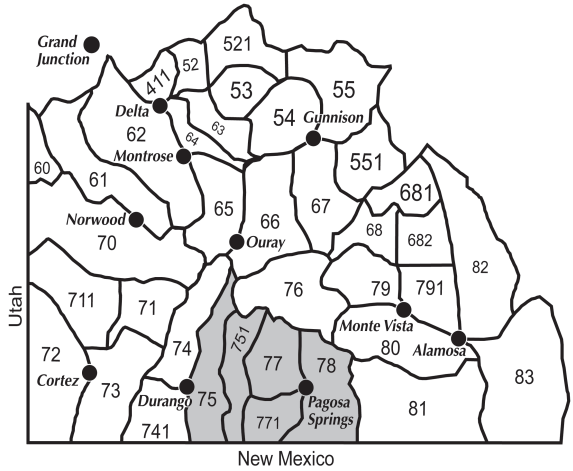 Grand
Junction
521
52
411
53
55
Delta
54
Gunnison
62
63
64
Montrose
551
60
61
681
65
66
67
Norwood
68
682
70
Ouray
82
76
79
791
711
71
Utah
Monte Vista
751
72
74
77
78
80
Alamosa
Cortez
73
Durango
75
Pagosa
Springs
83
81
771
741
New Mexico